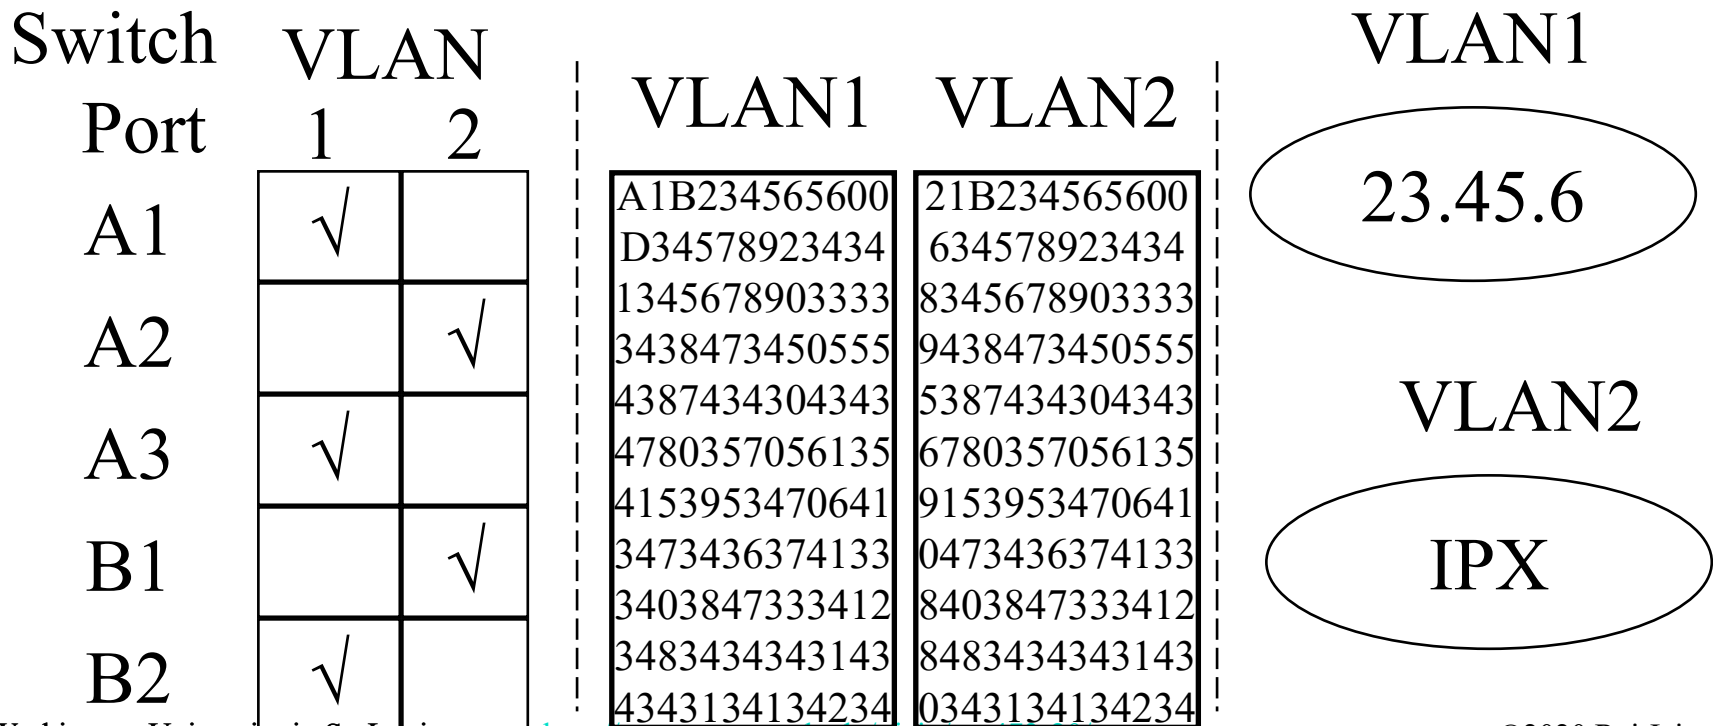 Switch
Port
VLAN
1 2
A1 √
A2 √
A3 √
B1 √
B2 √
VLAN1
A1B234565600
D34578923434
1345678903333
3438473450555
4387434304343
4780357056135
4153953470641
3473436374133
3403847333412
3483434343143
4343134134234
VLAN2
21B234565600
634578923434
8345678903333
9438473450555
5387434304343
6780357056135
9153953470641
0473436374133
8403847333412
8483434343143
0343134134234
VLAN1
23.45.6
VLAN2
IPX